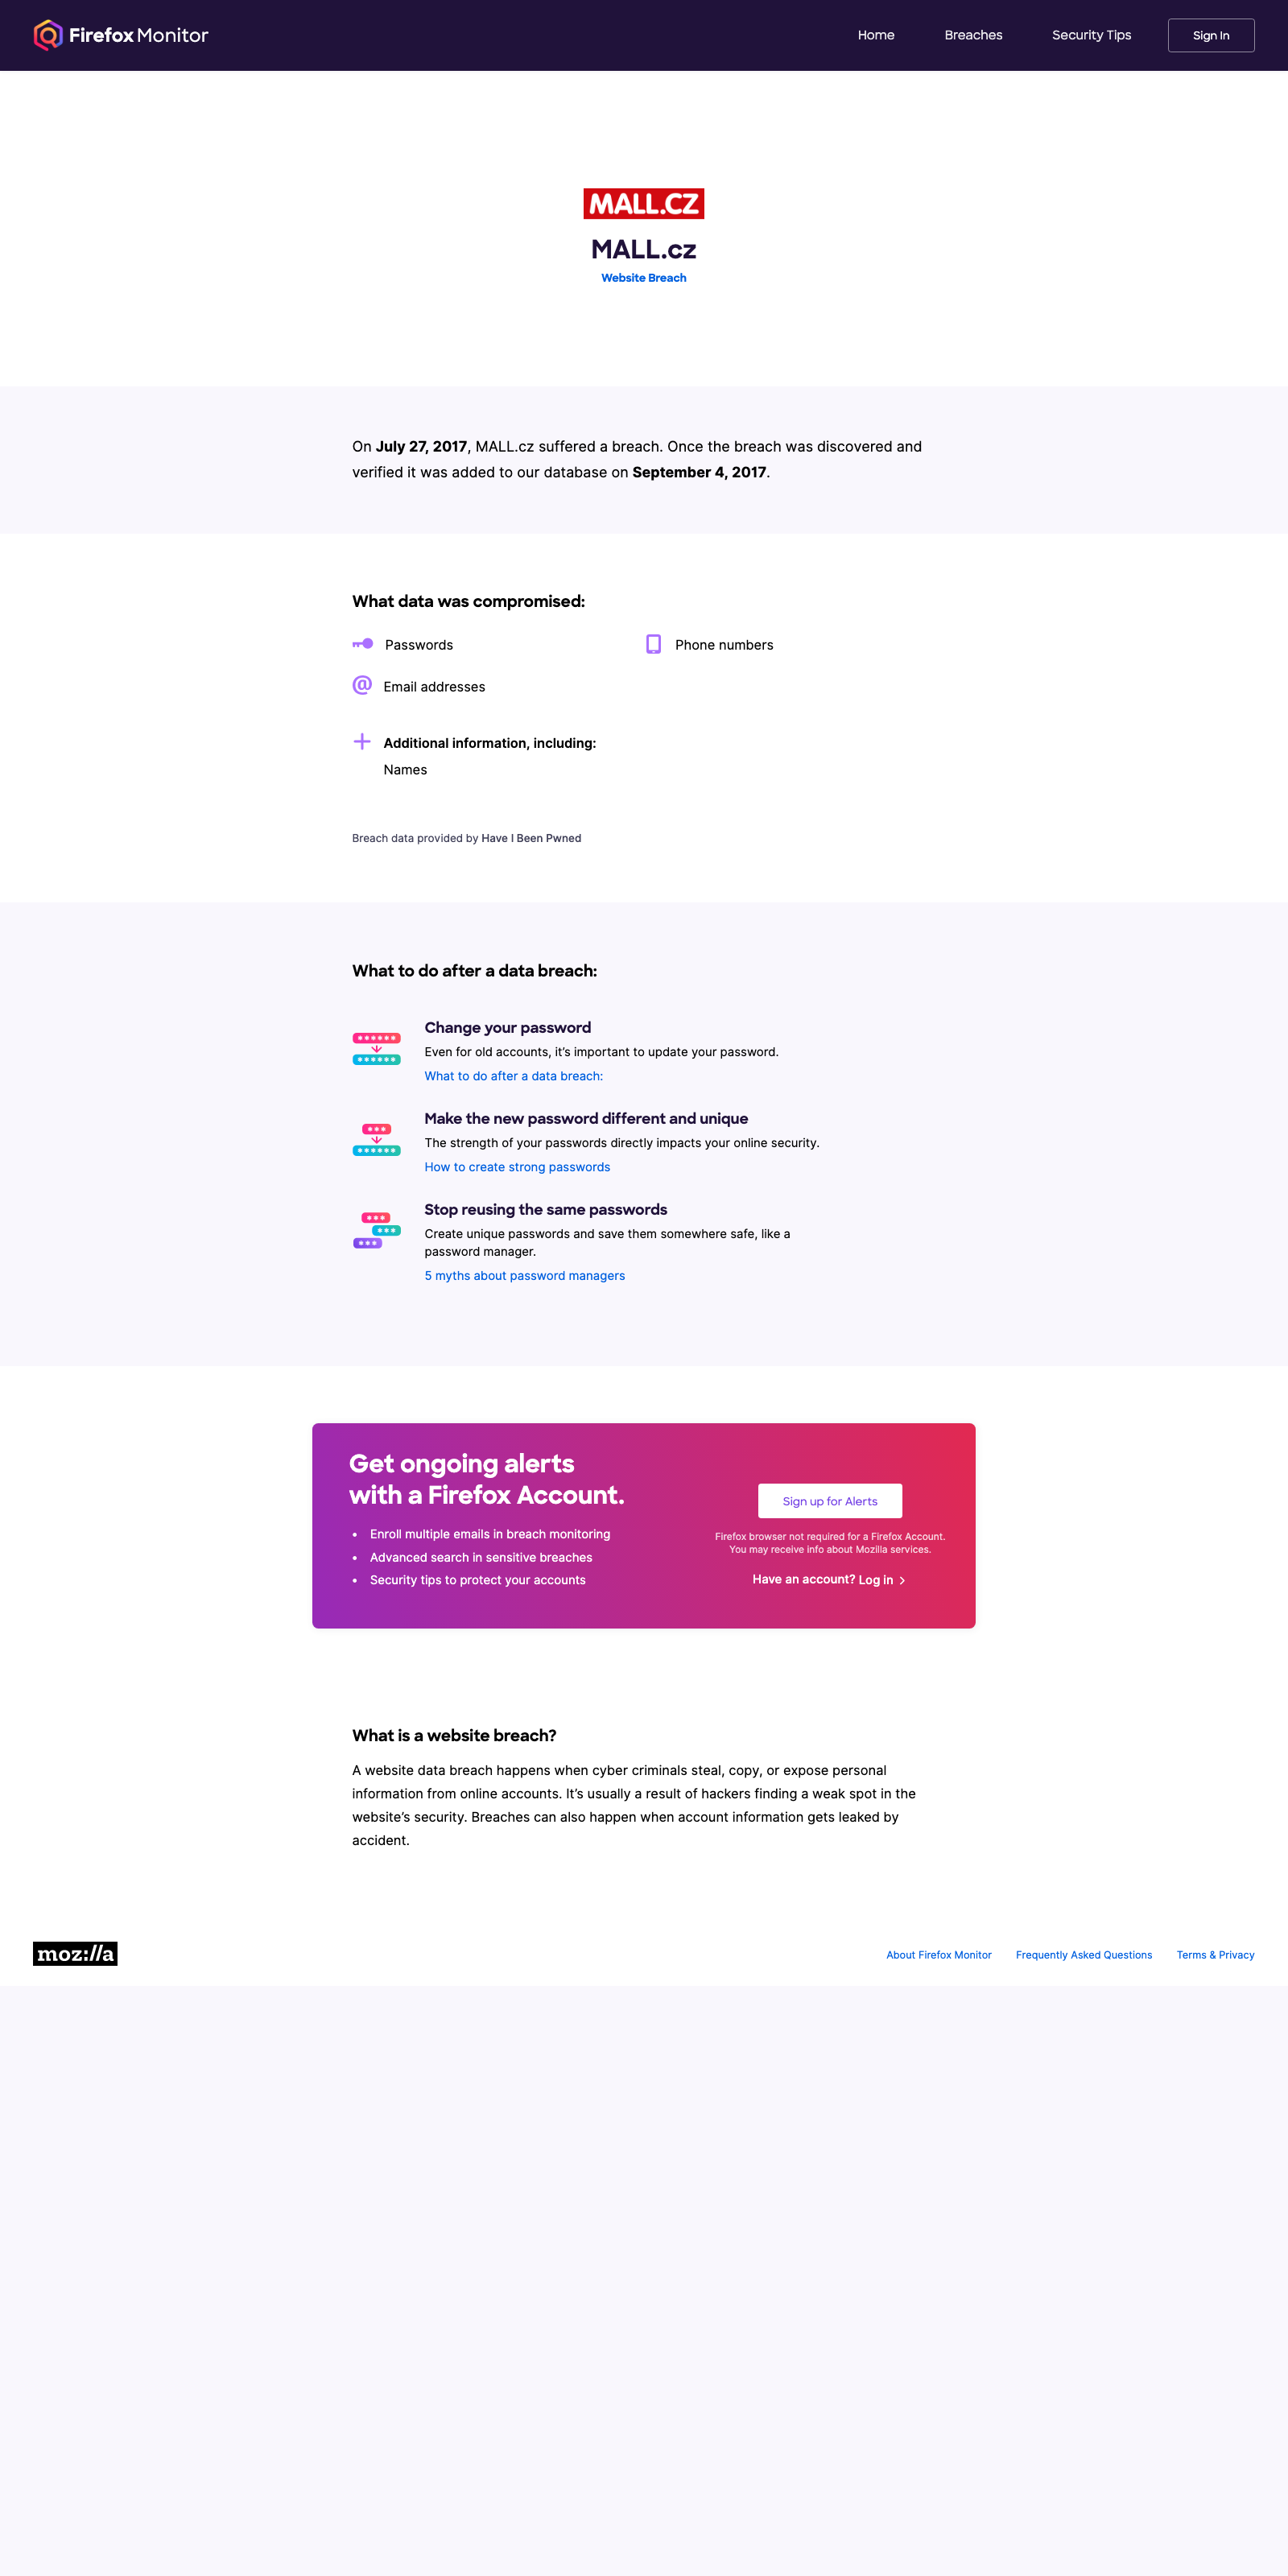 Firefox Monitor
Home
Breaches
Security Tips
Sign In
MALL.CZ
MALL.cz
Website Breach
On July 27, 2017, MALL.cz suffered a breach. Once the breach was discovered and
verified it was added to our database on September 4, 2017.
What data was compromised:
Passwords
Phone numbers
Email addresses
Additional information, including:
Names
Breach data provided by Have I Been Pwned
What to do after a data breach:
Change your password
Even for old accounts, it’s important to update your password.
What to do after a data breach:
Make the new password different and unique
The strength of your passwords directly impacts your online security.
How to create strong passwords
Stop reusing the same passwords
Create unique passwords and save them somewhere safe, like a
password manager.
5 myths about password managers
Get ongoing alerts
with a Firefox Account.
• Enroll multiple emails in breach monitoring
• Advanced search in sensitive breaches
• Security tips to protect your accounts
Sign up for Alerts
Firefox browser not required for a Firefox Account.
You may receive info about Mozilla services.
Have an account? Log in
What is a website breach?
A website data breach happens when cyber criminals steal, copy, or expose personal
information from online accounts. It’s usually a result of hackers finding a weak spot in the
website’s security. Breaches can also happen when account information gets leaked by
accident.
moz://a
About Firefox Monitor
Frequently Asked Questions
Terms & Privacy